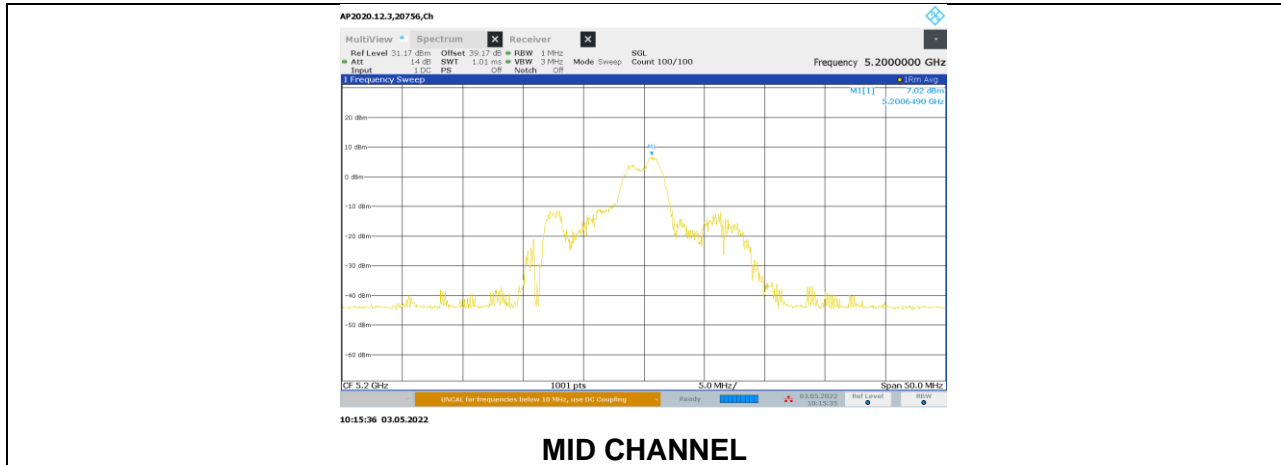 AP2020.12.3,20756,Ch
MultiView Spectrum Receiver
Ref Level 31.17 dBm Offset 39.17 dB RBW 1 MHz SGL
Att 14 dB SWT 1.01 ms VBW 3 MHz Mode Sweep Count 100/100 Frequency 5.2000000 GHz
Input 1 DC PS Off Notch Off
1 Frequency Sweep 1Rm Avg
M1[1] 7.02 dBm
5.2006490 GHz
20 dBm
M1
10 dBm
0 dBm
-10 dBm
-20 dBm
-30 dBm
-40 dBm
-50 dBm
-60 dBm
CF 5.2 GHz 1001 pts 5.0 MHz/ Span 50.0 MHz
UNCAL for frequencies below 10 MHz, use DC Coupling Ready 03.05.2022 Ref Level RBW
10:15:35
10:15:36 03.05.2022
MID CHANNEL